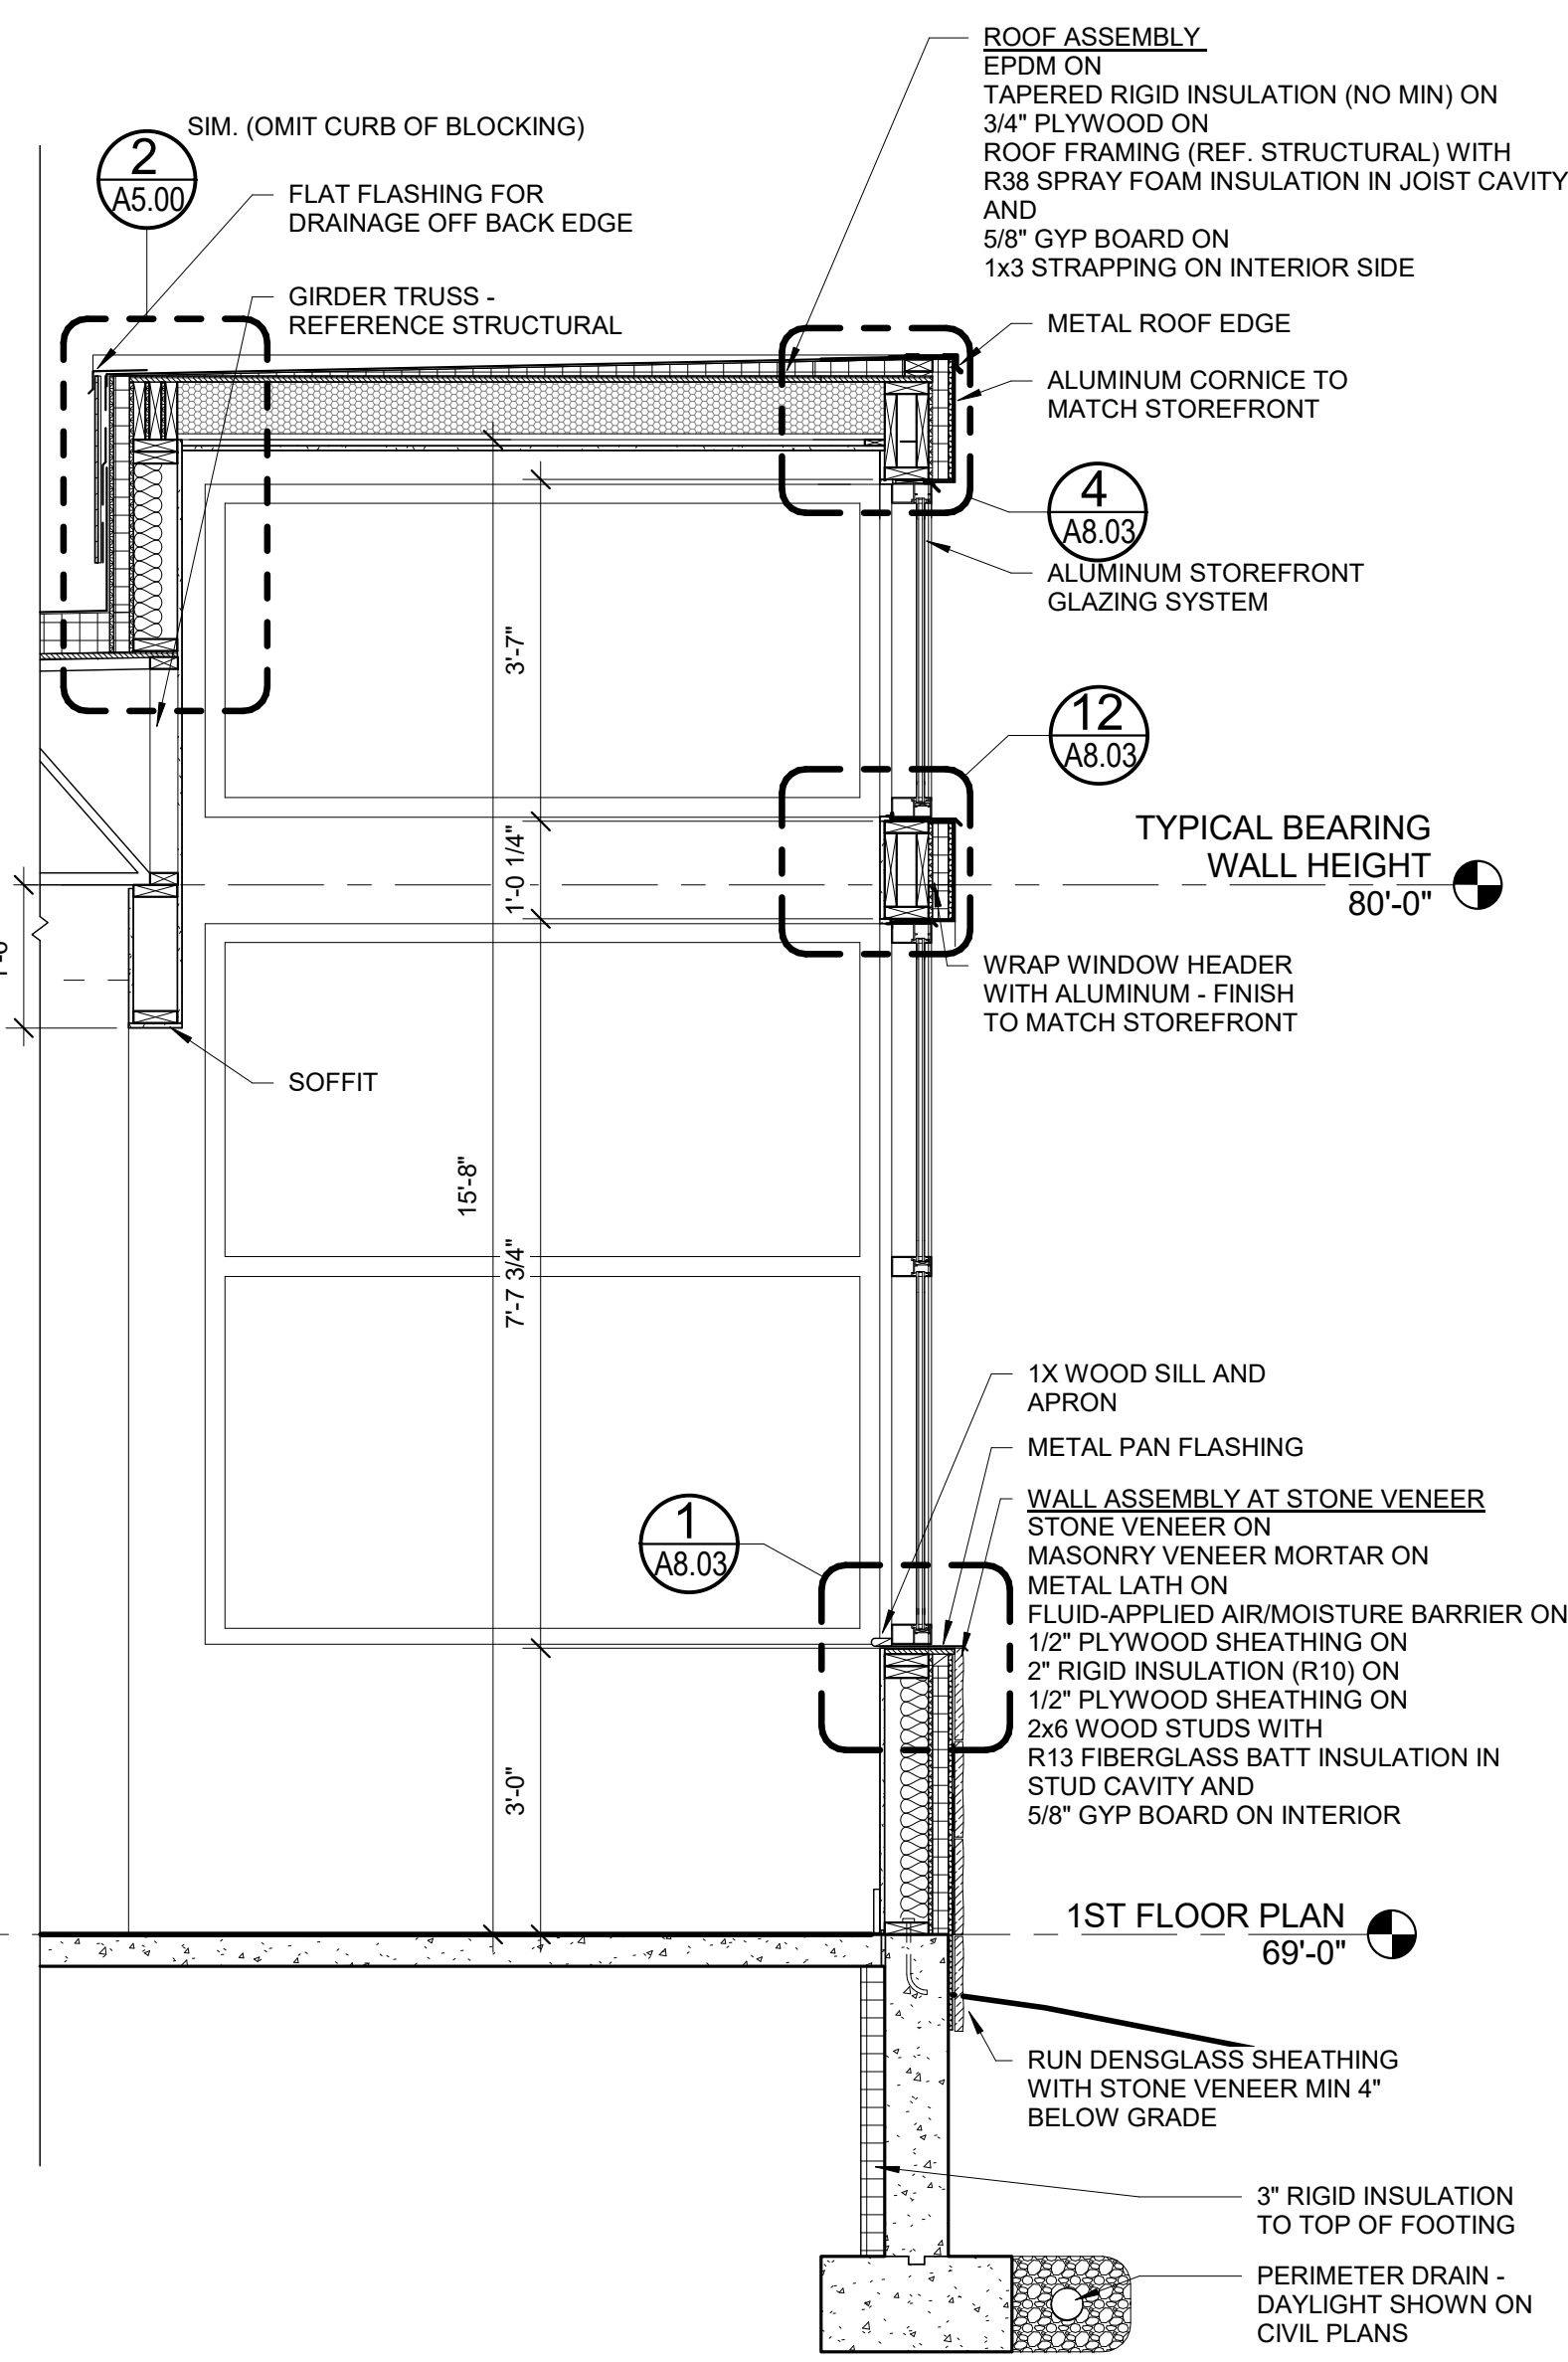 ROOF ASSEMBLY
EPDM ON
TAPERED RIGID INSULATION (NO MIN) ON
3/4" PLYWOOD ON
ROOF FRAMING (REF. STRUCTURAL) WITH
R38 SPRAY FOAM INSULATION IN JOIST CAVITY
AND
5/8" GYP BOARD ON
1x3 STRAPPING ON INTERIOR SIDE
SIM. (OMIT CURB OF BLOCKING)
2
A5.00
FLAT FLASHING FOR
DRAINAGE OFF BACK EDGE
GIRDER TRUSS -
REFERENCE STRUCTURAL
METAL ROOF EDGE
ALUMINUM CORNICE TO
MATCH STOREFRONT
4
A8.03
ALUMINUM STOREFRONT
GLAZING SYSTEM
3'-7"
12
A8.03
TYPICAL BEARING
WALL HEIGHT
80'-0"
1'-0 1/4"
WRAP WINDOW HEADER
WITH ALUMINUM - FINISH
TO MATCH STOREFRONT
SOFFIT
15'-8"
7'-7 3/4"
1X WOOD SILL AND
APRON
METAL PAN FLASHING
1
A8.03
WALL ASSEMBLY AT STONE VENEER
STONE VENEER ON
MASONRY VENEER MORTAR ON
METAL LATH ON
FLUID-APPLIED AIR/MOISTURE BARRIER ON
1/2" PLYWOOD SHEATHING ON
2" RIGID INSULATION (R10) ON
1/2" PLYWOOD SHEATHING ON
2x6 WOOD STUDS WITH
R13 FIBERGLASS BATT INSULATION IN
STUD CAVITY AND
5/8" GYP BOARD ON INTERIOR
3'-0"
1ST FLOOR PLAN
69'-0"
RUN DENSGLASS SHEATHING
WITH STONE VENEER MIN 4"
BELOW GRADE
3" RIGID INSULATION
TO TOP OF FOOTING
PERIMETER DRAIN -
DAYLIGHT SHOWN ON
CIVIL PLANS